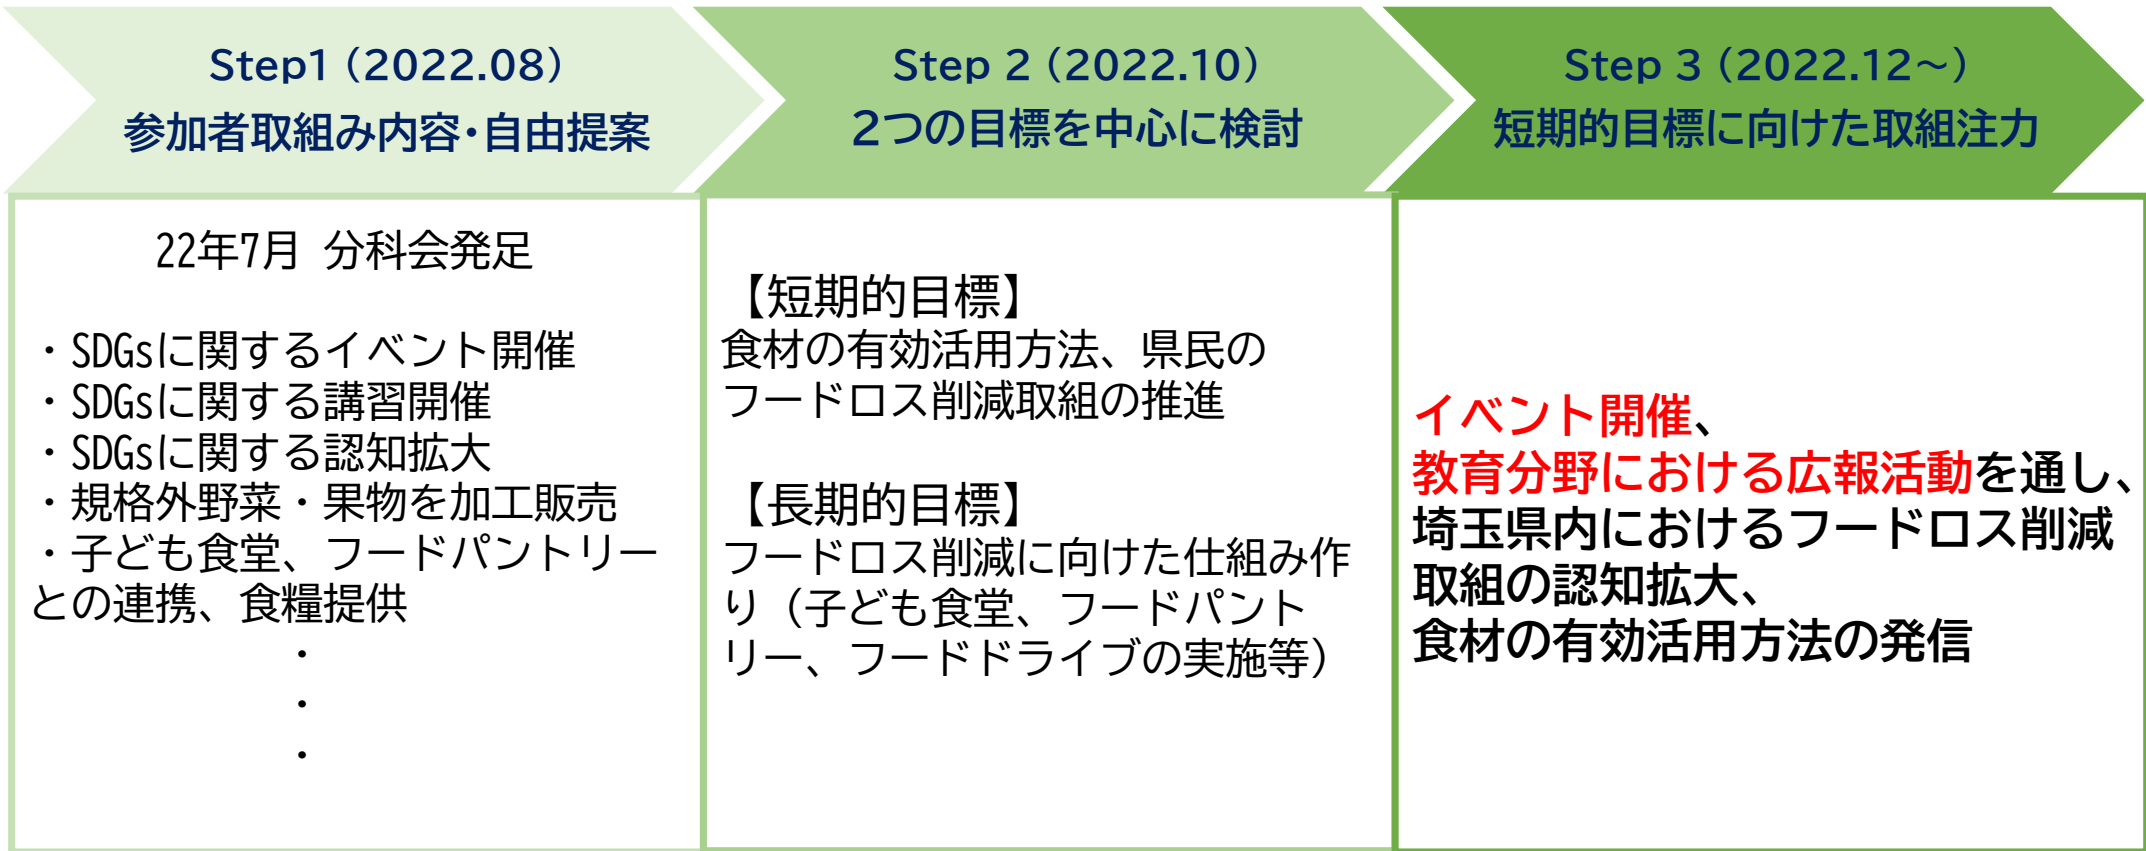 Step1（2022.08）
参加者取組み内容・自由提案
22年7月 分科会発足
・SDGsに関するイベント開催
・SDGsに関する講習開催
・SDGsに関する認知拡大
・規格外野菜・果物を加工販売
・子ども食堂、フードパントリー
との連携、食糧提供
・
・
・
Step 2（2022.10）
2つの目標を中心に検討
【短期的目標】
食材の有効活用方法、県民の
フードロス削減取組の推進
【長期的目標】
フードロス削減に向けた仕組み作
り（子ども食堂、フードパント
リー、フードドライブの実施等）
Step 3（2022.12～）
短期的目標に向けた取組注力
イベント開催、
教育分野における広報活動を通し、
埼玉県内におけるフードロス削減
取組の認知拡大、
食材の有効活用方法の発信